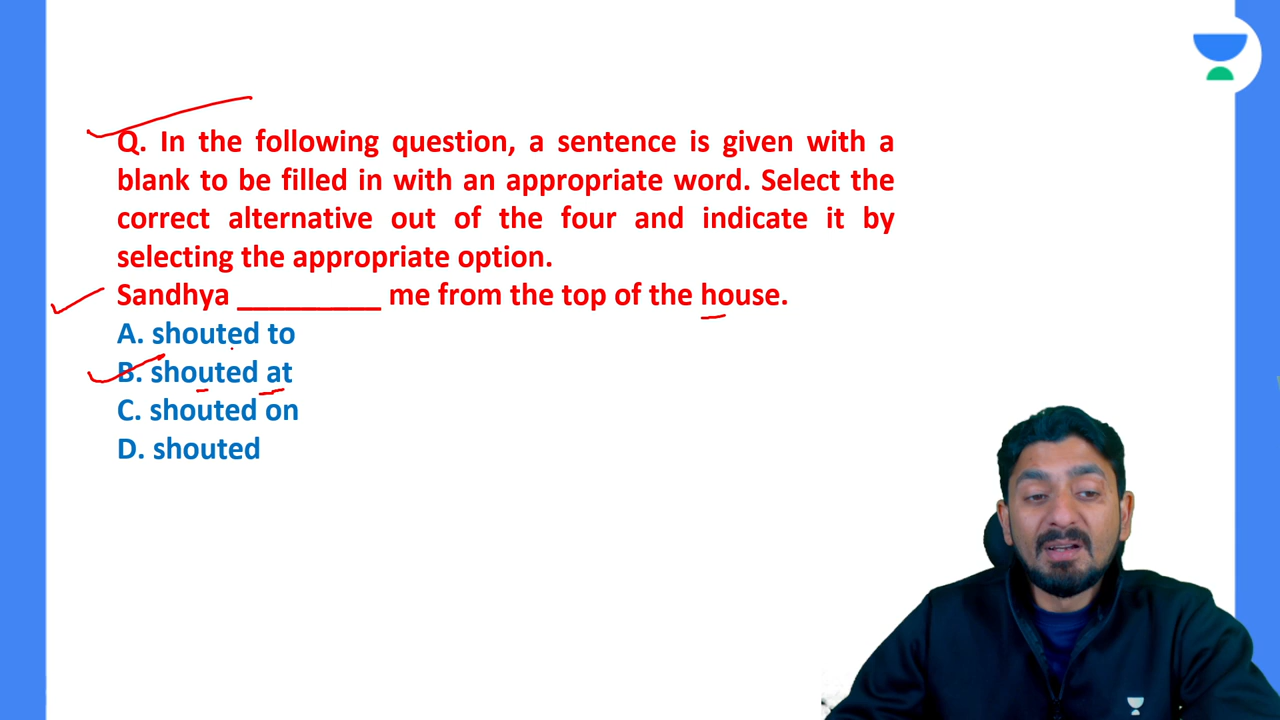 Q. In the following question, a sentence is given with a
blank to be filled in with an appropriate word. Select the
correct alternative out of the four and indicate it by
selecting the appropriate option.
Sandhya _________ me from the top of the house.
A. shouted to
B. shouted at
C. shouted on
D. shouted